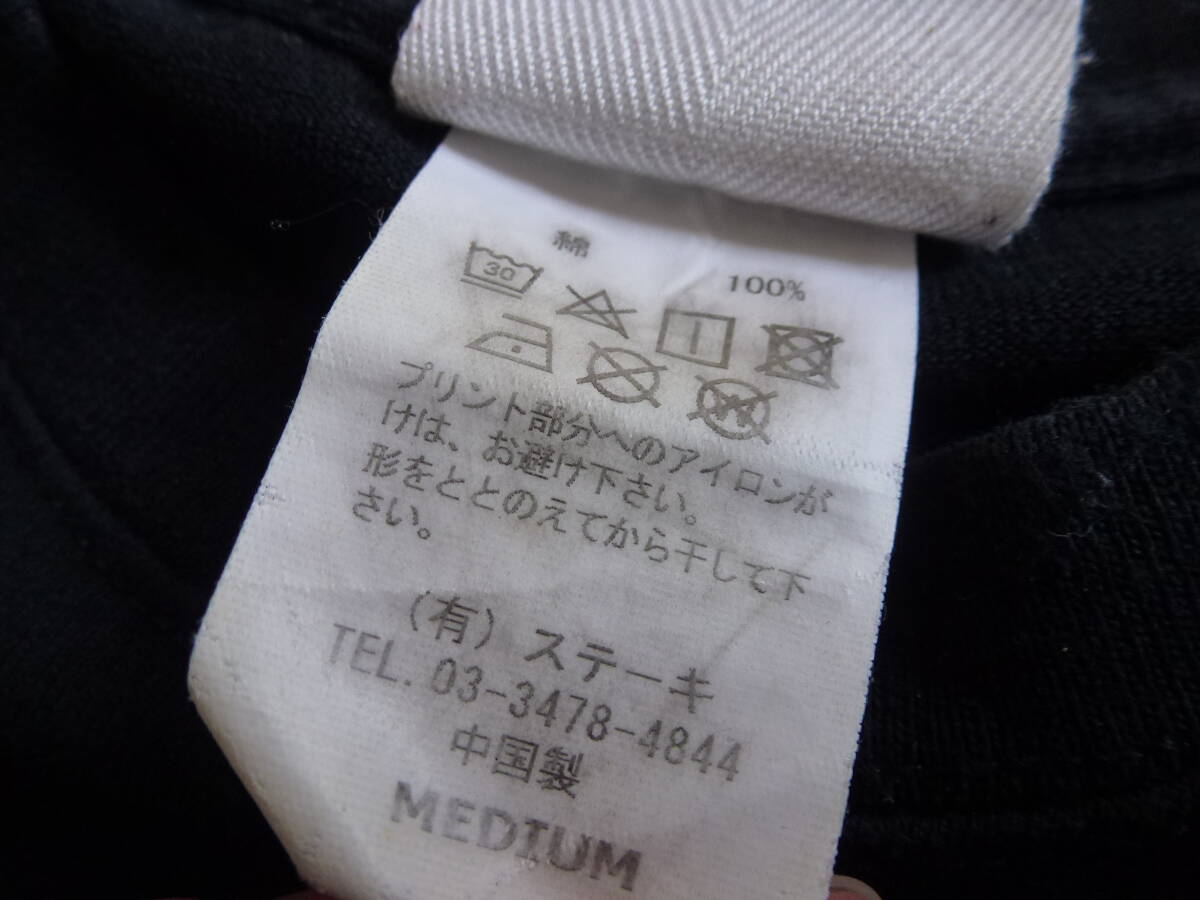 綿 100%
30
W
プリント部分へのアイロンが
けは、お避け下さい。
形をととのえてから干して下
さい。
(有) ステーキ
TEL. 03-3478-4844
中国製
MEDIUM